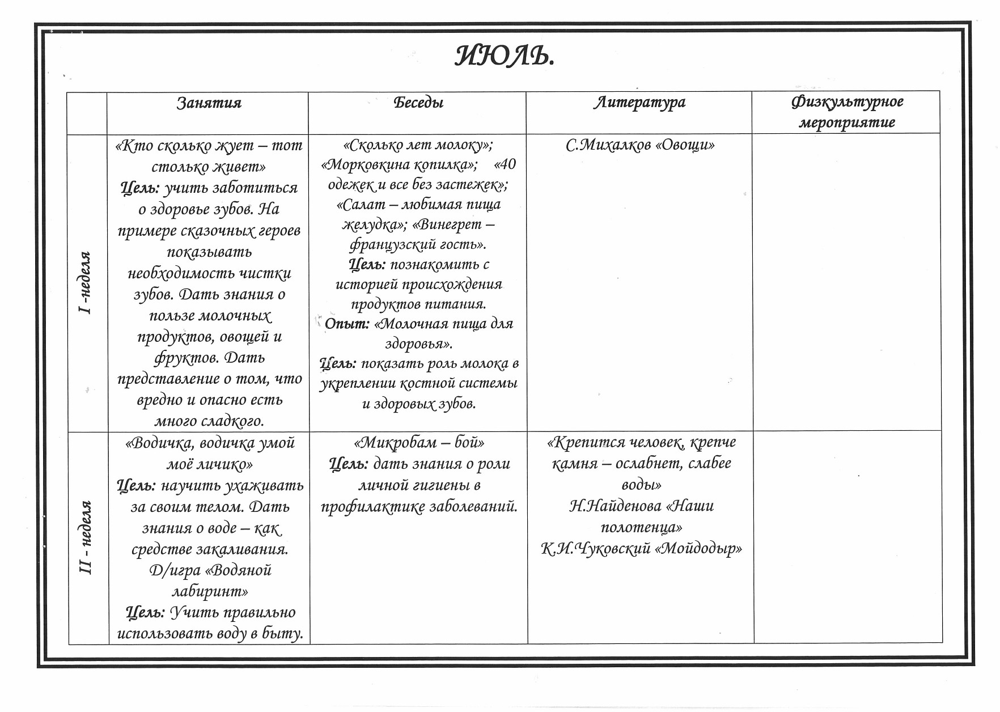 ИЮЛЬ.
Занятия
Беседы
Литература
Физкультурное
мероприятие
I -неделя
«Кто сколько жует – тот
столько живет»
Цель: учить заботиться
о здоровье зубов. На
примере сказочных героев
показывать
необходимость чистки
зубов. Дать знания о
пользе молочных
продуктов, овощей и
фруктов. Дать
представление о том, что
вредно и опасно есть
много сладкого.
«Сколько лет молоку»;
«Морковкина копилка»; «40
одежек и все без застежек»;
«Салат – любимая пища
желудка»; «Винегрет –
французский гость».
Цель: познакомить с
историей происхождения
продуктов питания.
Опыт: «Молочная пища для
здоровья».
Цель: показать роль молока в
укреплении костной системы
и здоровых зубов.
С.Михалков «Овощи»
II - неделя
«Водичка, водичка умой
моё личико»
Цель: научить ухаживать
за своим телом. Дать
знания о воде – как
средстве закаливания.
Д/игра «Водяной
лабиринт»
Цель: Учить правильно
использовать воду в быту.
«Микробам – бой»
Цель: дать знания о роли
личной гигиены в
профилактике заболеваний.
«Крепится человек, крепче
камня – ослабнет, слабее
воды»
Н.Найденова «Наши
полотенца»
К.И.Чуковский «Мойдодыр»